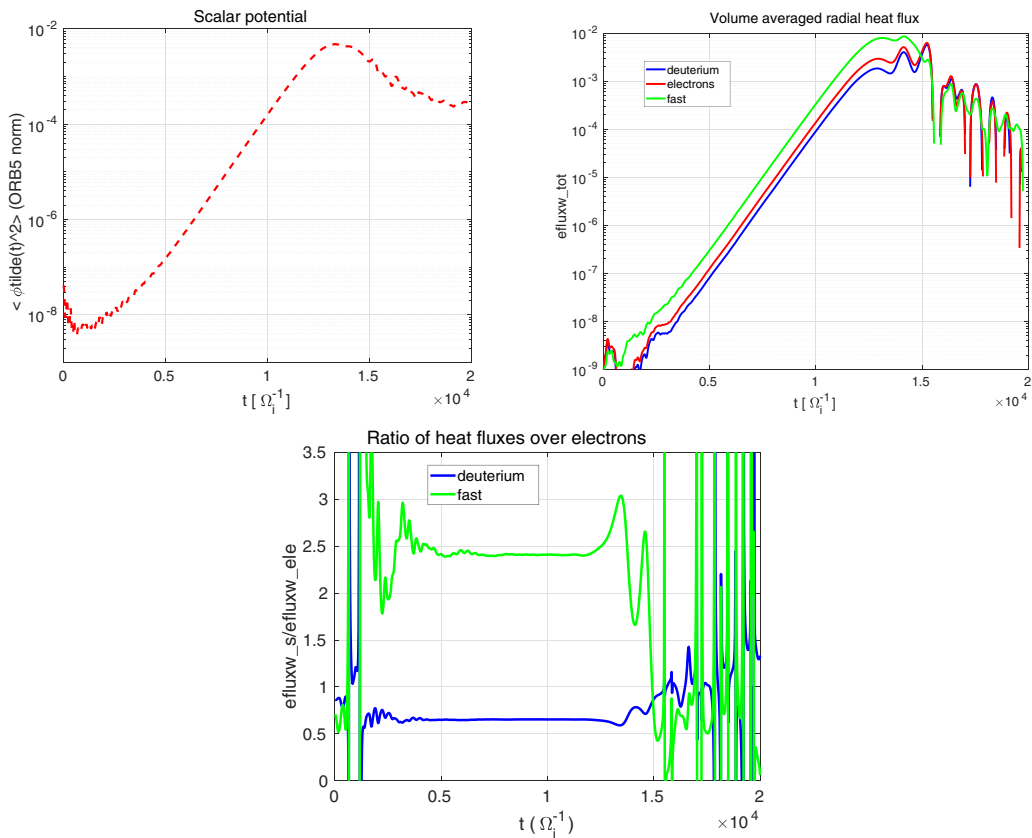 Scalar potential
< ϕtilde(t)^2> (ORB5 norm)
10^-2
10^-4
10^-6
10^-8
0
0.5
1
1.5
2
×10^4
t [ Ω_i^-1]
Volume averaged radial heat flux
efluxw_tot
10^-2
10^-3
10^-4
10^-5
10^-6
10^-7
10^-8
10^-9
deuterium
electrons
fast
0
0.5
1
1.5
2
×10^4
t [ Ω_i^-1]
Ratio of heat fluxes over electrons
efluxw_s/efluxw_ele
3.5
3
2.5
2
1.5
1
0.5
0
deuterium
fast
0
0.5
1
1.5
2
×10^4
t ( Ω_i^-1)